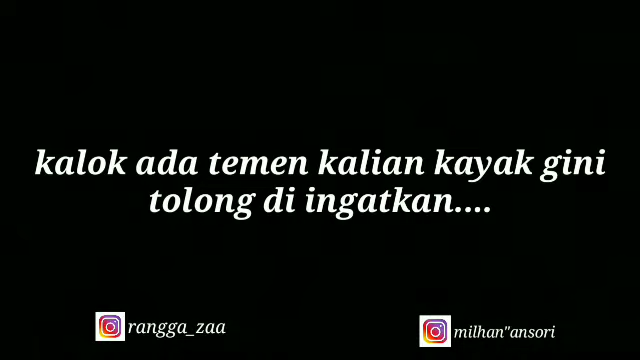 kalok ada temen kalian kayak gini
tolong di ingatkan....
rangga_zaa
milhan"ansori